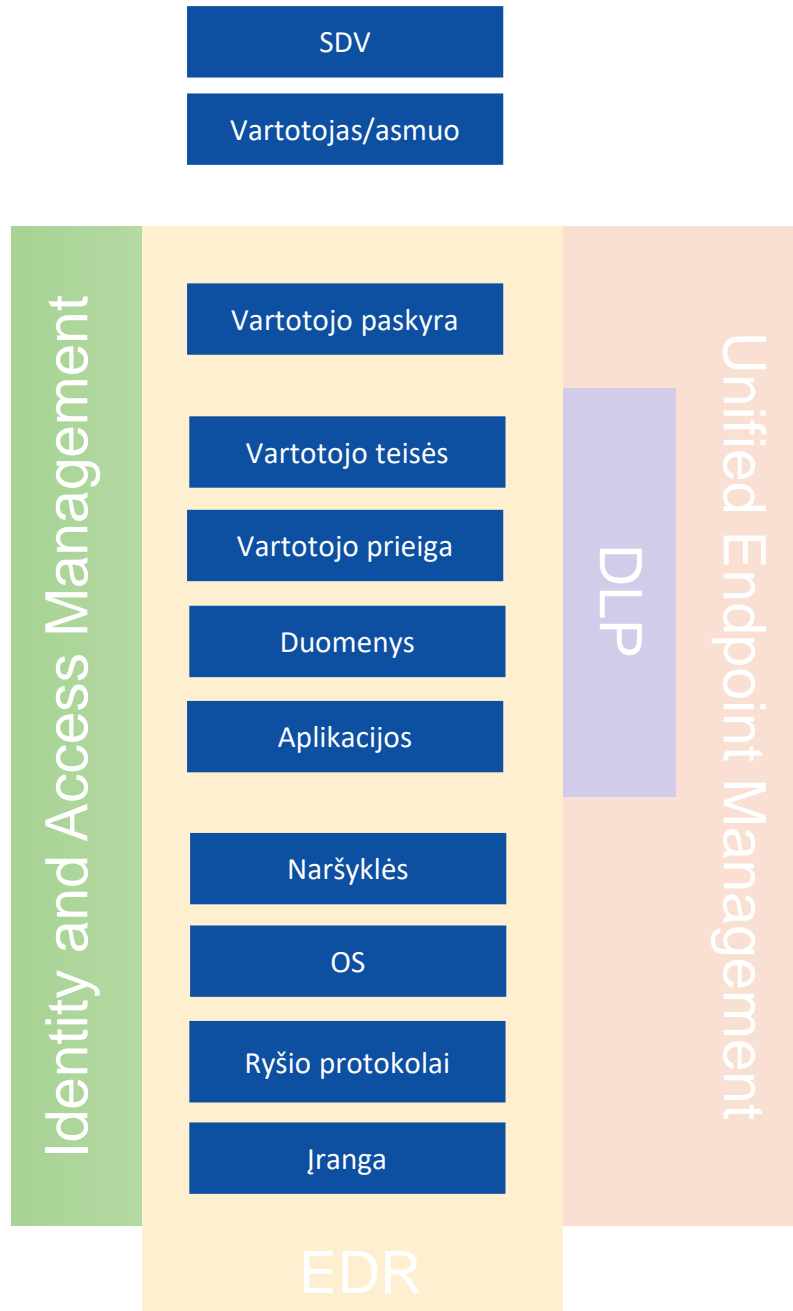 SDV
Vartotojas/asmuo
Identity and Access Management
Vartotojo paskyra
Vartotojo teisės
Vartotojo prieiga
Duomenys
Aplikacijos
Naršyklės
OS
Ryšio protokolai
Įranga
EDR
DLP
Unified Endpoint Management